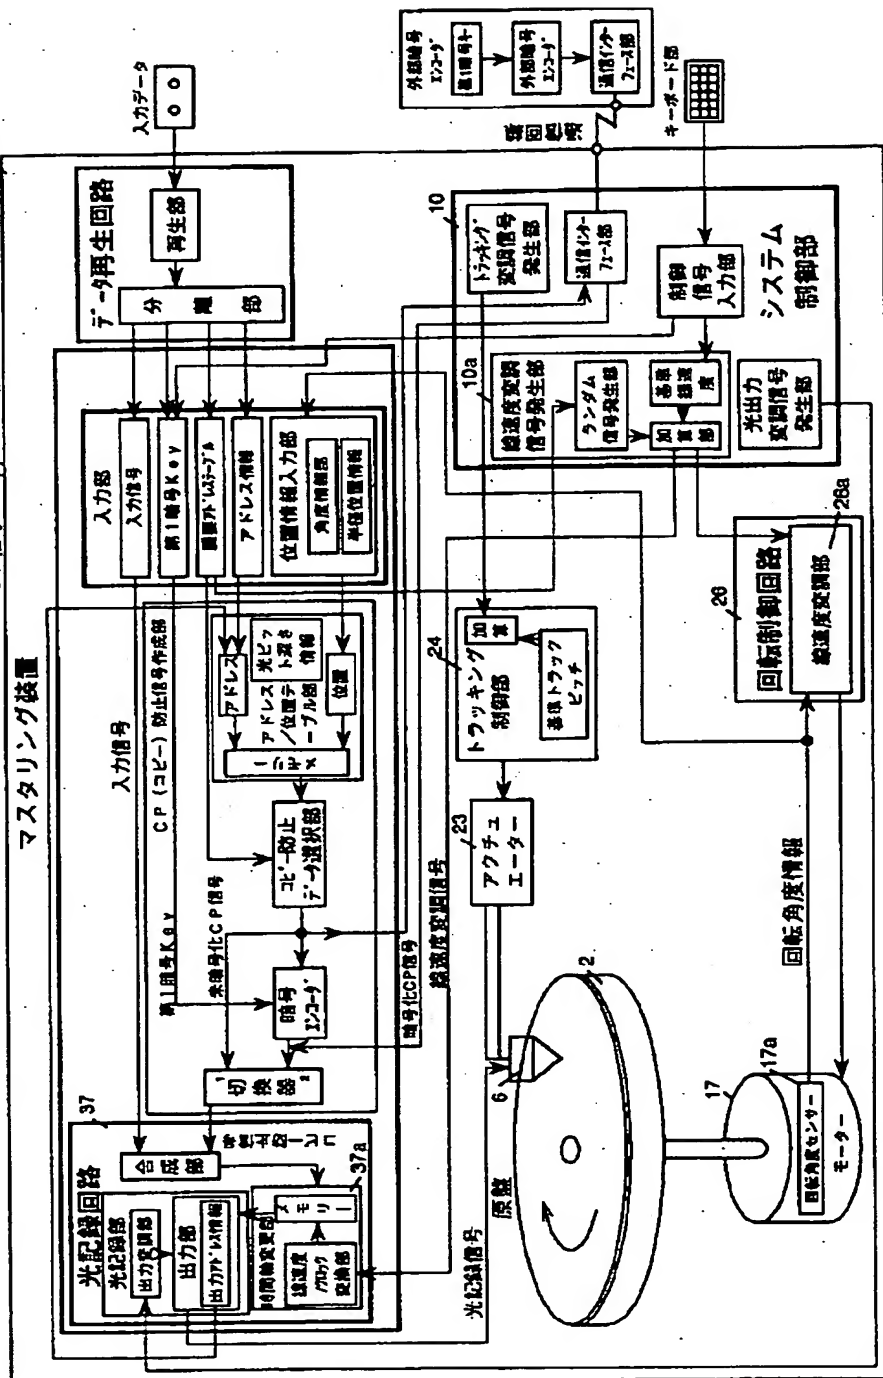 マスタリング装置
入力データ
データ再生回路
再生部
分離部
外部暗号
エンコーダ
第1暗号キー
外部暗号
エンコーダ
通信インター
フェース部
通信回線
キーボード部
入力部
入力信号
第1暗号Key
アドレス情報
位置情報入力部
角度情報部
半径位置情報
10
トラッキング
変調信号
発生部
通信インター
フェース部
制御
信号
入力部
システム
制御部
10a
線速度変調
信号発生部
ランダム
信号発生部
基準
線速
度
加算
部
光出力
変調信号
発生部
入力信号
CP(コピー)防止信号作成部
第1暗号Key
未暗号化CP信号
アドレス
光ピッ
ト深さ
情報
アドレス
/位置テ
ーブル部
位置
コピー防止
データ選択部
暗号
エンコーダ
暗号化CP信号
線速度変調信号
1
切換器
2
37
光記録回路
合成部
光記録部
出力変調部
出力部
出力アドレス情報
時間軸変更部
37a
メモリー
線速度
/クロック
変換部
24
トラッキング
制御部
加算
基準トラック
ピッチ
23
アクチュ
エーター
26
回転制御回路
26a
線速度変調部
回転角度情報
光記録信号
原盤
6
2
17
17a
回転角度センサー
モーター